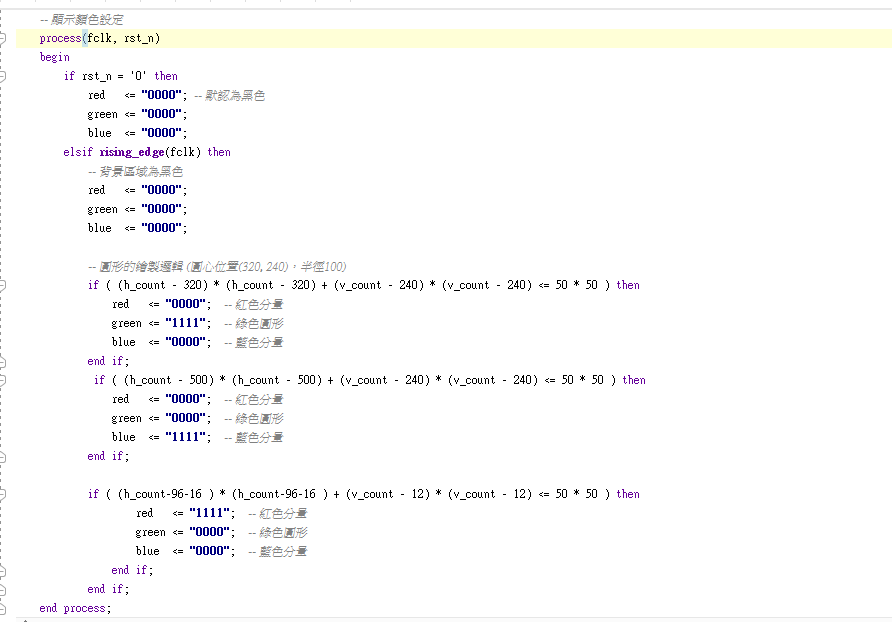 -- 顯示顏色設定
process(fclk, rst_n)
begin
if rst_n = '0' then
red <= "0000"; -- 默認為黑色
green <= "0000";
blue <= "0000";
elsif rising_edge(fclk) then
-- 背景區域為黑色
red <= "0000";
green <= "0000";
blue <= "0000";
-- 圓形的繪製邏輯 (圓心位置(320, 240)，半徑100)
if ( (h_count - 320) * (h_count - 320) + (v_count - 240) * (v_count - 240) <= 50 * 50 ) then
red <= "0000"; -- 紅色分量
green <= "1111"; -- 綠色圓形
blue <= "0000"; -- 藍色分量
end if;
if ( (h_count - 500) * (h_count - 500) + (v_count - 240) * (v_count - 240) <= 50 * 50 ) then
red <= "0000"; -- 紅色分量
green <= "0000"; -- 綠色圓形
blue <= "1111"; -- 藍色分量
end if;
if ( (h_count-96-16 ) * (h_count-96-16 ) + (v_count - 12) * (v_count - 12) <= 50 * 50 ) then
red <= "1111"; -- 紅色分量
green <= "0000"; -- 綠色圓形
blue <= "0000"; -- 藍色分量
end if;
end if;
end process;